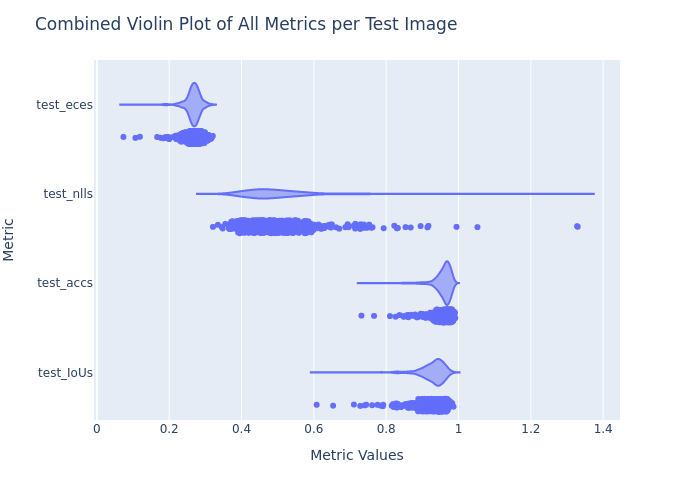 Combined Violin Plot of All Metrics per Test Image
test_eces
test_nlls
test_accs
test_IoUs
Metric
0 0.2 0.4 0.6 0.8 1 1.2 1.4
Metric Values